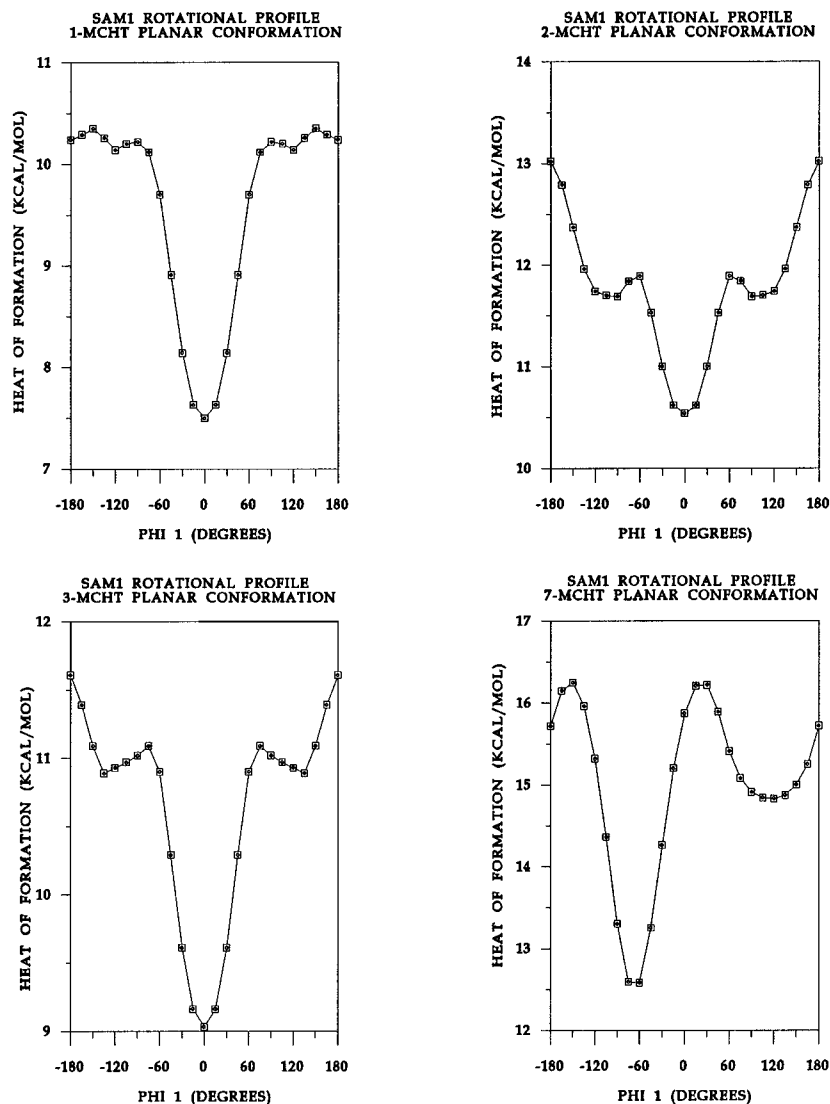 SAM1 ROTATIONAL PROFILE
1-MCHT PLANAR CONFORMATION
HEAT OF FORMATION (KCAL/MOL)
11
10
9
8
7
-180 -120 -60 0 60 120 180
PHI 1 (DEGREES)
SAM1 ROTATIONAL PROFILE
2-MCHT PLANAR CONFORMATION
HEAT OF FORMATION (KCAL/MOL)
14
13
12
11
10
-180 -120 -60 0 60 120 180
PHI 1 (DEGREES)
SAM1 ROTATIONAL PROFILE
3-MCHT PLANAR CONFORMATION
HEAT OF FORMATION (KCAL/MOL)
12
11
10
9
-180 -120 -60 0 60 120 180
PHI 1 (DEGREES)
SAM1 ROTATIONAL PROFILE
7-MCHT PLANAR CONFORMATION
HEAT OF FORMATION (KCAL/MOL)
17
16
15
14
13
12
-180 -120 -60 0 60 120 180
PHI 1 (DEGREES)